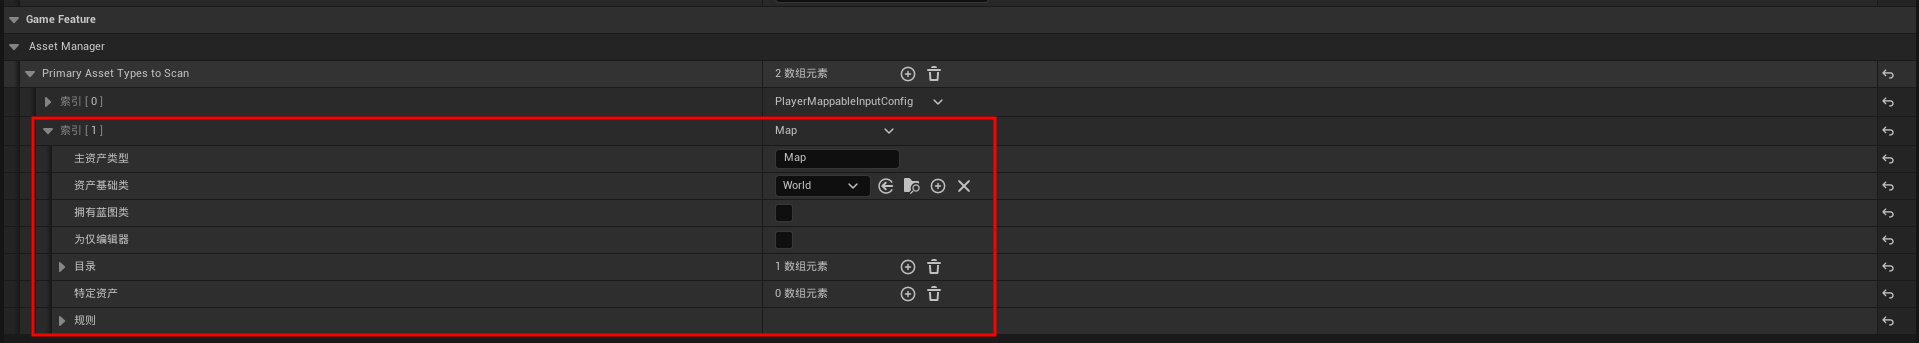 Game Feature
Asset Manager
Primary Asset Types to Scan 2 数组元素
索引 [ 0 ] PlayerMappableInputConfig
索引 [ 1 ] Map
主资产类型 Map
资产基础类 World
拥有蓝图类
为仅编辑器
目录 1 数组元素
特定资产 0 数组元素
规则